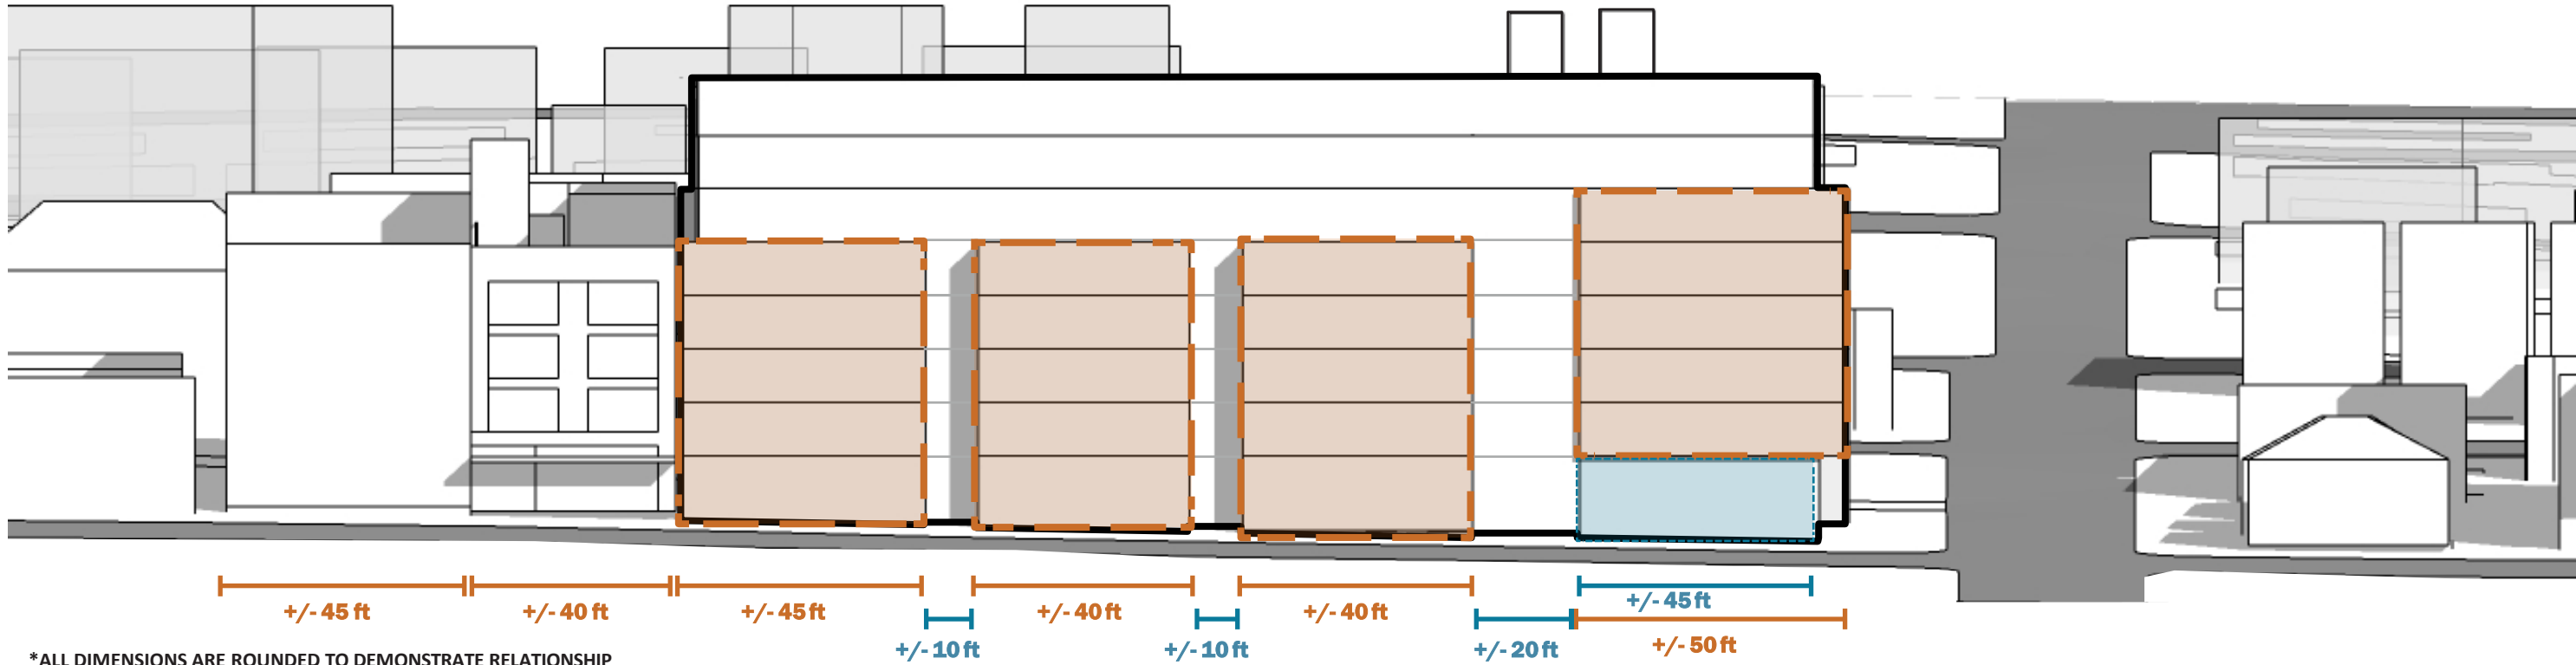 +/- 45 ft
+/- 40 ft
+/- 45 ft
+/- 40 ft
+/- 40 ft
+/- 45 ft
+/- 10 ft
+/- 10 ft
+/- 20 ft
+/- 50 ft
*ALL DIMENSIONS ARE ROUNDED TO DEMONSTRATE RELATIONSHIP